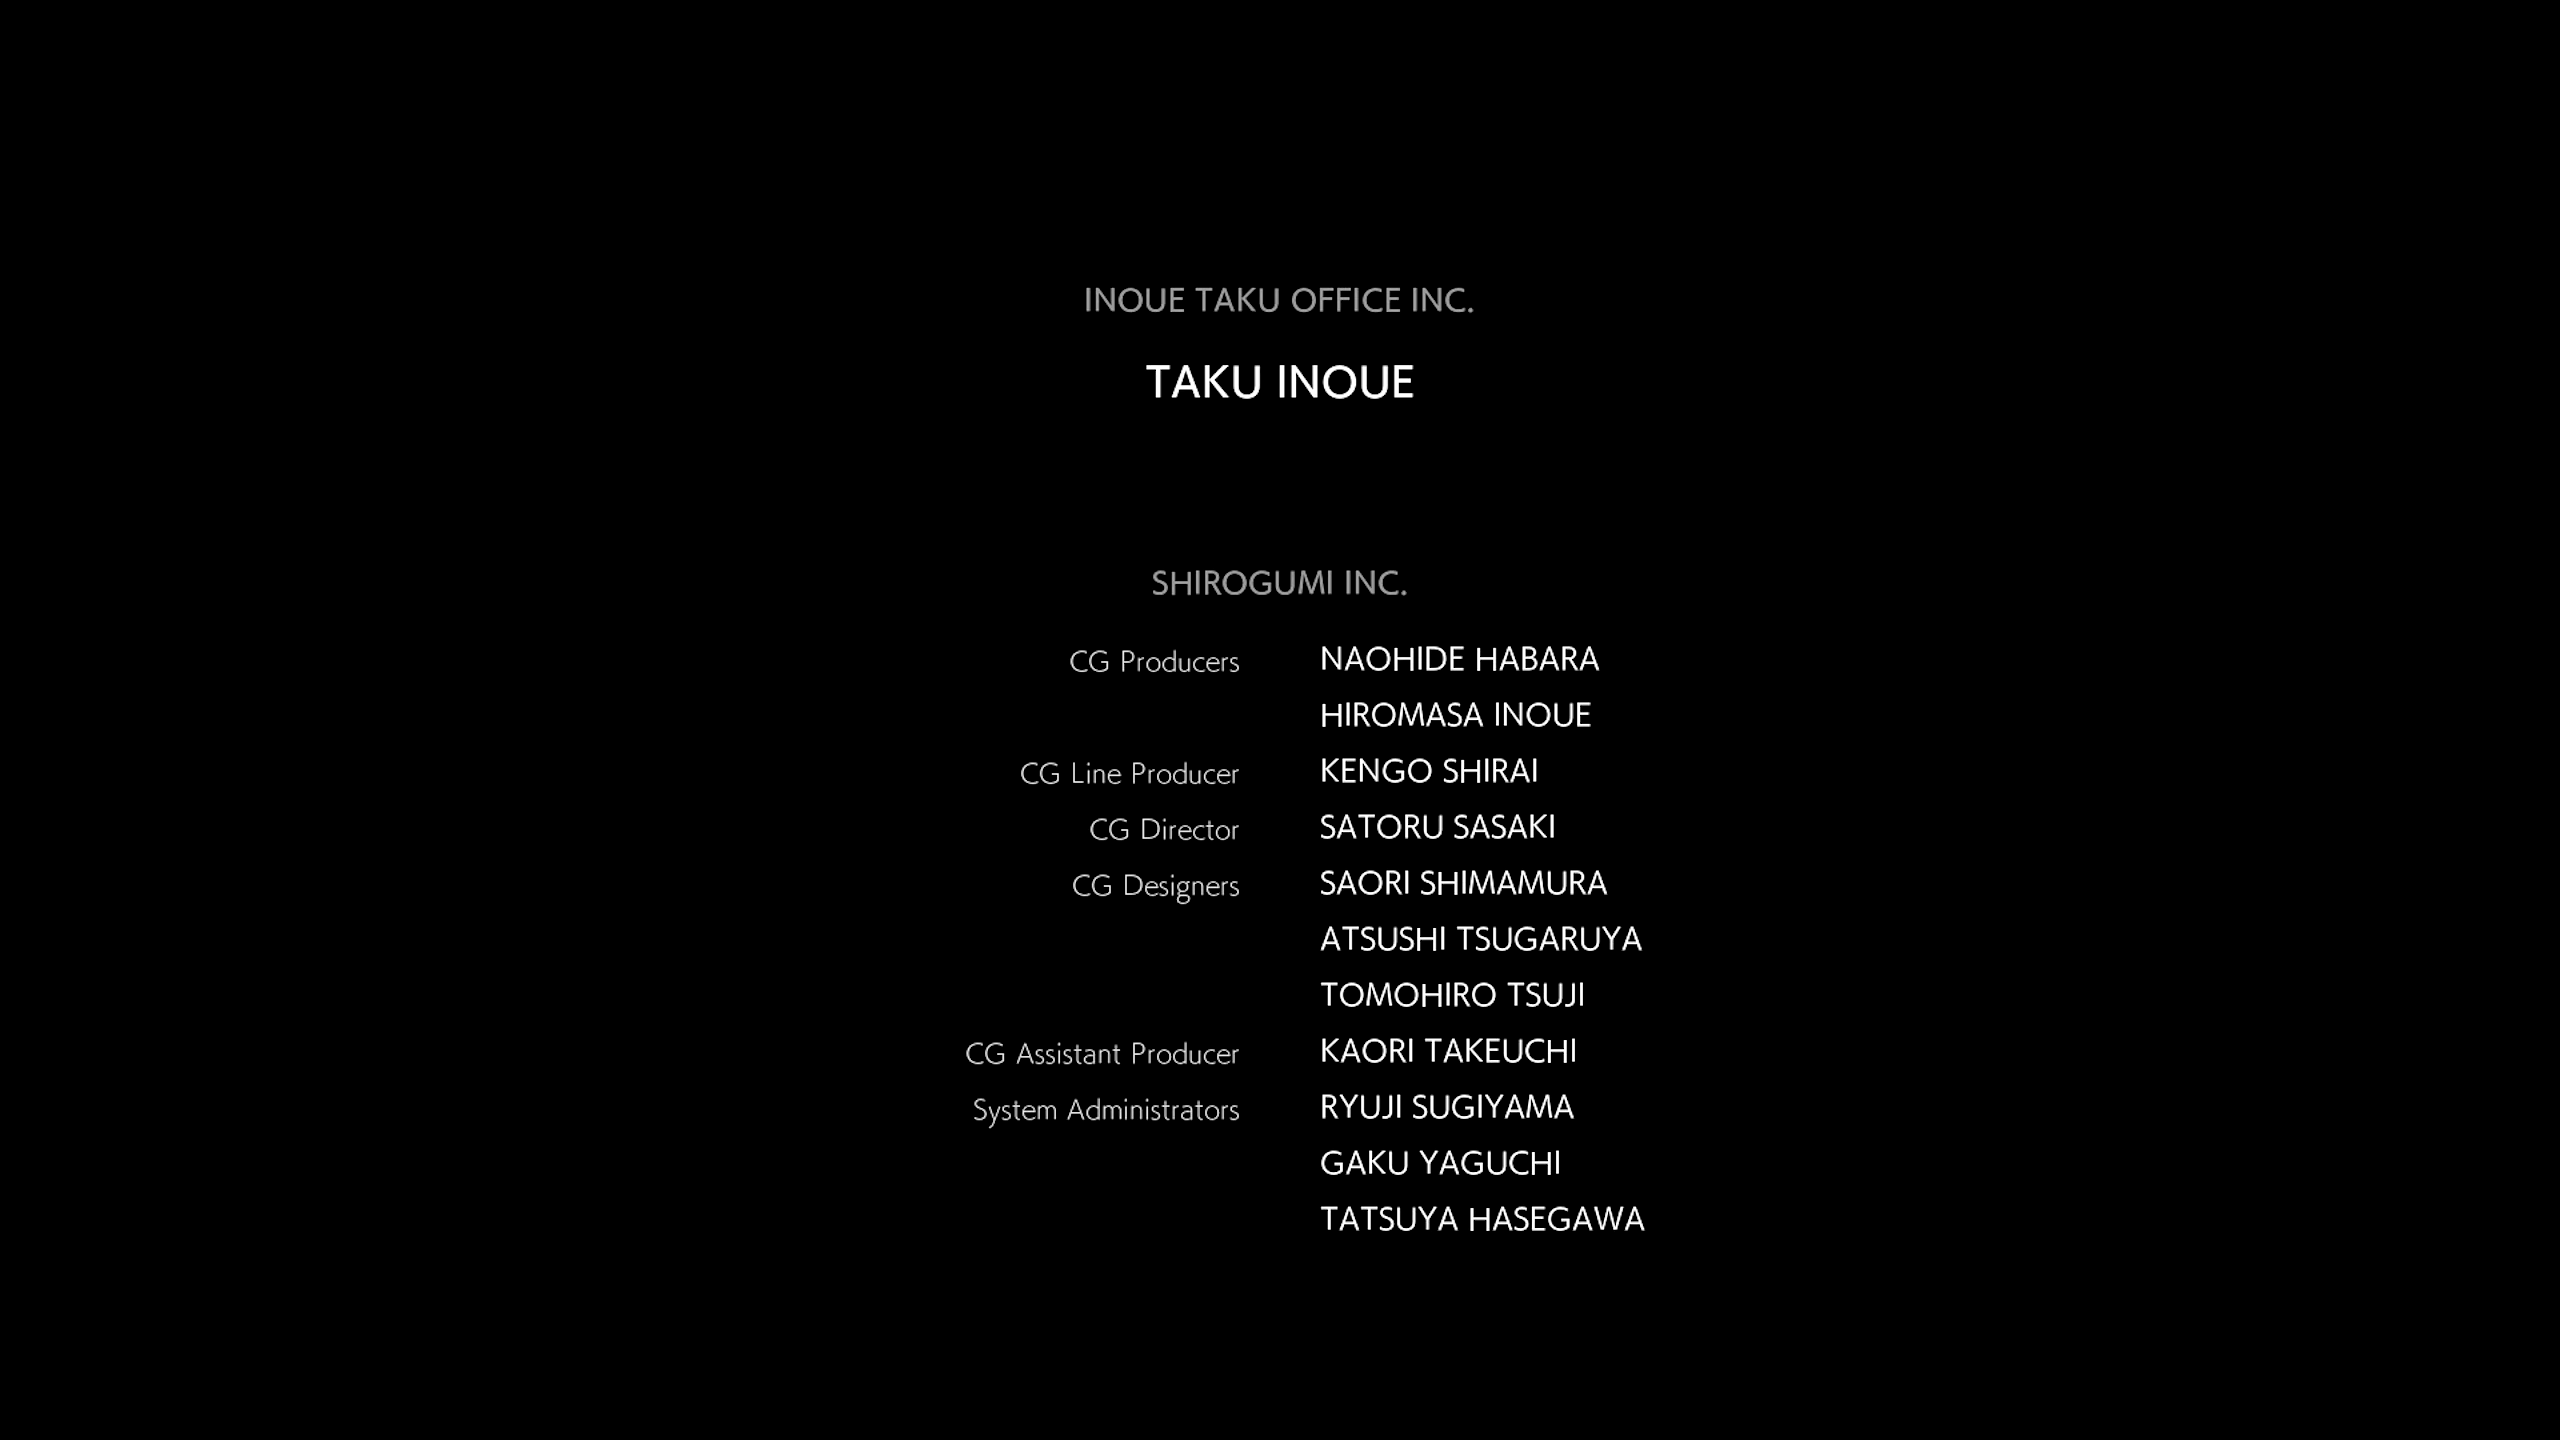 INOUE TAKU OFFICE INC.
TAKU INOUE
SHIROGUMI INC.
CG Producers NAOHIDE HABARA
HIROMASA INOUE
CG Line Producer KENGO SHIRAI
CG Director SATORU SASAKI
CG Designers SAORI SHIMAMURA
ATSUSHI TSUGARUYA
TOMOHIRO TSUJI
CG Assistant Producer KAORI TAKEUCHI
System Administrators RYUJI SUGIYAMA
GAKU YAGUCHI
TATSUYA HASEGAWA